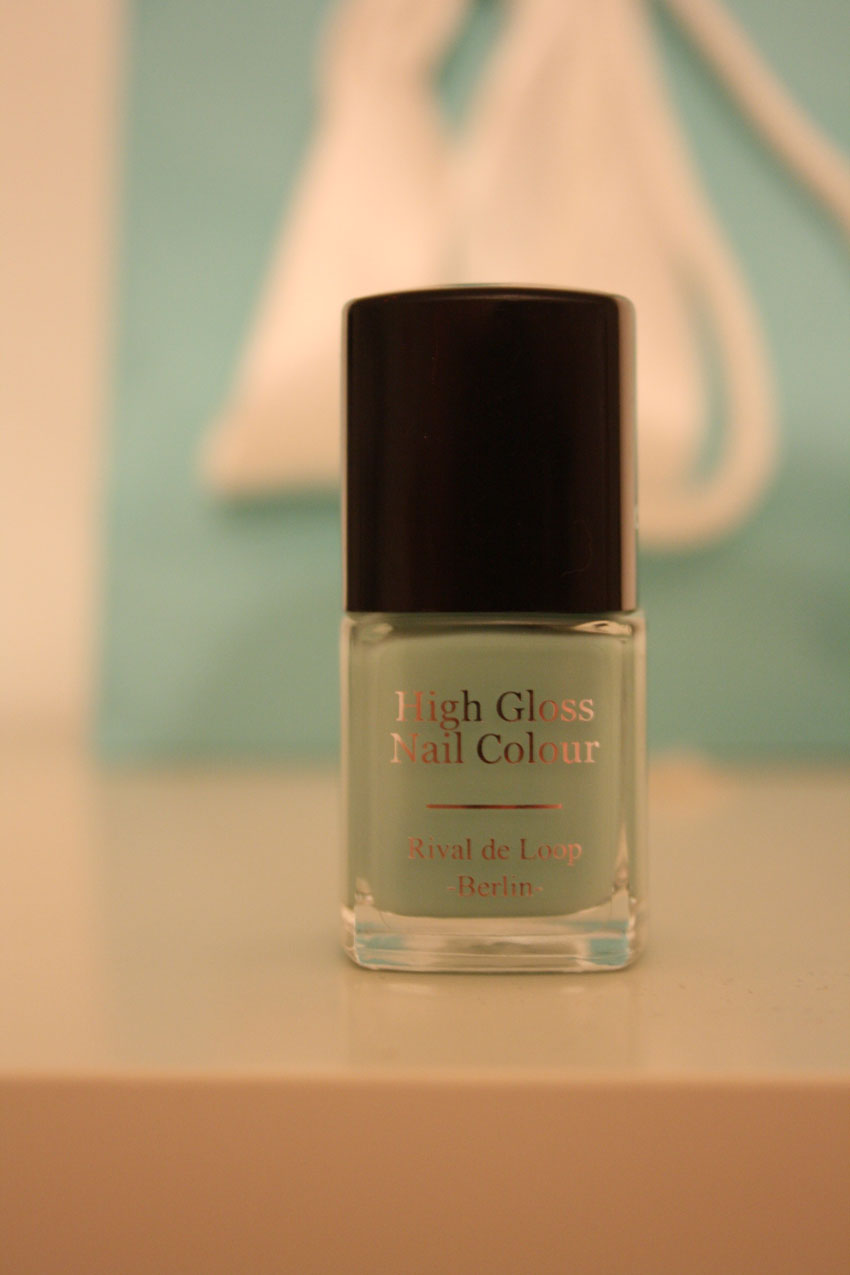 High Gloss
Nail Colour
Rival de Loop
-Berlin-